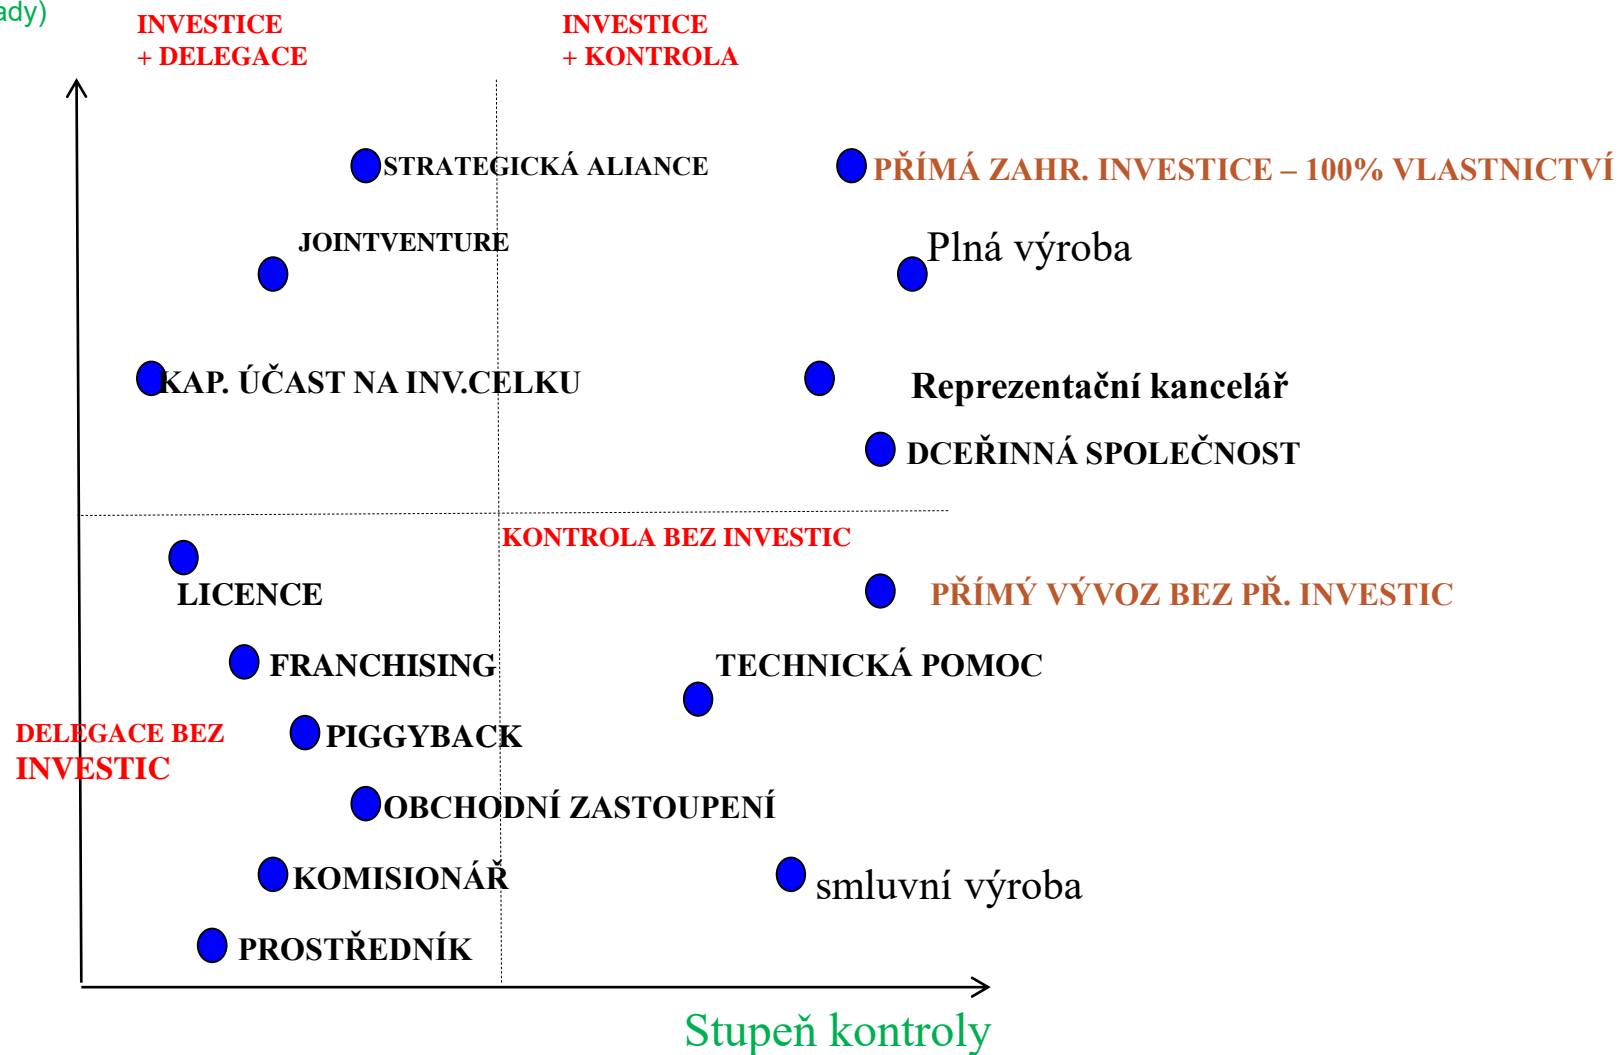 INVESTICE
+ DELEGACE
INVESTICE
+ KONTROLA
STRATEGICKÁ ALIANCE
PŘÍMÁ ZAHR. INVESTICE – 100% VLASTNICTVÍ
JOINTVENTURE
Plná výroba
KAP. ÚČAST NA INV.CELKU
Reprezentační kancelář
DCEŘINNÁ SPOLEČNOST
KONTROLA BEZ INVESTIC
LICENCE
PŘÍMÝ VÝVOZ BEZ PŘ. INVESTIC
FRANCHISING
TECHNICKÁ POMOC
DELEGACE BEZ
INVESTIC
PIGGYBACK
OBCHODNÍ ZASTOUPENÍ
KOMISIONÁŘ
smluvní výroba
PROSTŘEDNÍK
Stupeň kontroly